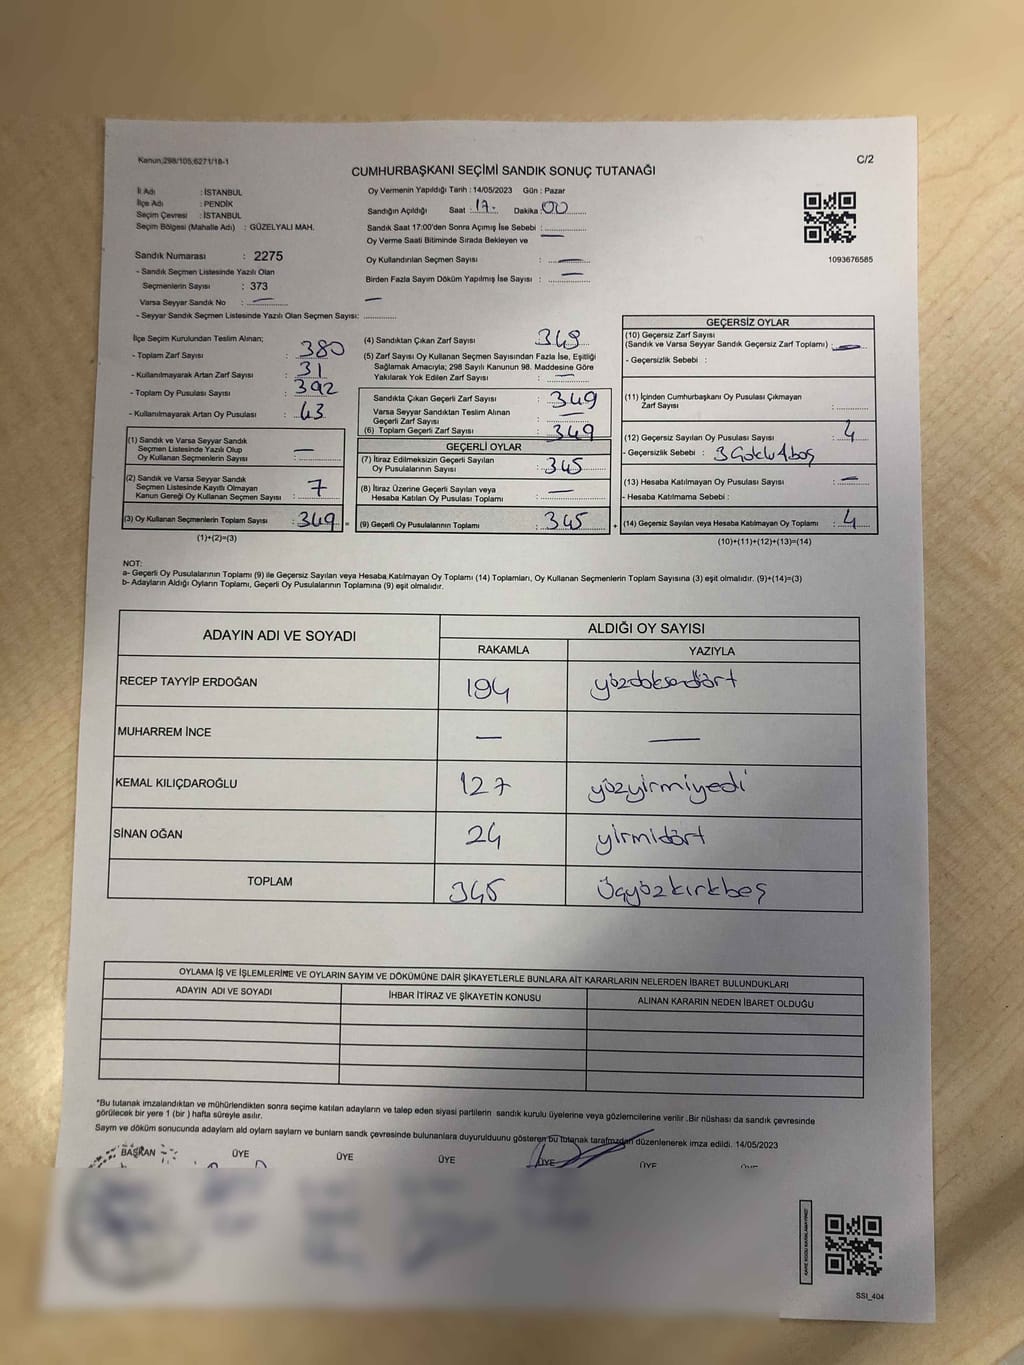 Kanun;298/105;6271/18-1
C/2
CUMHURBAŞKANI SEÇİMİ SANDIK SONUÇ TUTANAĞI
İl Adı : İSTANBUL
İlçe Adı : PENDİK
Seçim Çevresi : İSTANBUL
Seçim Bölgesi (Mahalle Adı) : GÜZELYALI MAH.
Oy Vermenin Yapıldığı Tarih : 14/05/2023 Gün : Pazar
Sandığın Açıldığı Saat : 17- Dakika : 00
Sandık Saat 17:00'den Sonra Açımış İse Sebebi :
Oy Verme Saati Bitiminde Sırada Bekleyen ve
Oy Kullandırılan Seçmen Sayısı : —
Birden Fazla Sayım Döküm Yapılmış İse Sayısı : —
1093676585
Sandık Numarası : 2275
- Sandık Seçmen Listesinde Yazılı Olan
Seçmenlerin Sayısı : 373
Varsa Seyyar Sandık No : —
- Seyyar Sandık Seçmen Listesinde Yazılı Olan Seçmen Sayısı: —
İlçe Seçim Kurulundan Teslim Alınan;
- Toplam Zarf Sayısı : 380
- Kullanılmayarak Artan Zarf Sayısı : 31
- Toplam Oy Pusulası Sayısı : 392
- Kullanılmayarak Artan Oy Pusulası : 43
(1) Sandık ve Varsa Seyyar Sandık
Seçmen Listesinde Yazılı Olup
Oy Kullanan Seçmenlerin Sayısı : —
(2) Sandık ve Varsa Seyyar Sandık
Seçmen Listesinde Kayıtlı Olmayan
Kanun Gereği Oy Kullanan Seçmen Sayısı : 7
(3) Oy Kullanan Seçmenlerin Toplam Sayısı : 349 =
(1)+(2)=(3)
(4) Sandıktan Çıkan Zarf Sayısı : 349
(5) Zarf Sayısı Oy Kullanan Seçmen Sayısından Fazla İse, Eşitliği
Sağlamak Amacıyla; 298 Sayılı Kanunun 98. Maddesine Göre
Yakılarak Yok Edilen Zarf Sayısı : —
Sandıkta Çıkan Geçerli Zarf Sayısı : 349
Varsa Seyyar Sandıktan Teslim Alınan
Geçerli Zarf Sayısı : —
(6) Toplam Geçerli Zarf Sayısı : 349
GEÇERLİ OYLAR
(7) İtiraz Edilmeksizin Geçerli Sayılan
Oy Pusulalarının Sayısı : 345
(8) İtiraz Üzerine Geçerli Sayılan veya
Hesaba Katılan Oy Pusulası Toplamı : —
(9) Geçerli Oy Pusulalarının Toplamı : 345 +
GEÇERSİZ OYLAR
(10) Geçersiz Zarf Sayısı
(Sandık ve Varsa Seyyar Sandık Geçersiz Zarf Toplamı) : —
- Geçersizlik Sebebi :
(11) İçinden Cumhurbaşkanı Oy Pusulası Çıkmayan
Zarf Sayısı :
(12) Geçersiz Sayılan Oy Pusulası Sayısı : 4
- Geçersizlik Sebebi : 3 Çoklu 1 boş
(13) Hesaba Katılmayan Oy Pusulası Sayısı : —
- Hesaba Katılmama Sebebi :
(14) Geçersiz Sayılan veya Hesaba Katılmayan Oy Toplamı : 4
(10)+(11)+(12)+(13)=(14)
NOT:
a- Geçerli Oy Pusulasının Toplamı (9) ile Geçersiz Sayılan veya Hesaba Katılmayan Oy Toplamı (14) Toplamları, Oy Kullanan Seçmenlerin Toplam Sayısına (3) eşit olmalıdır. (9)+(14)=(3)
b- Adayların Aldığı Oyların Toplamı, Geçerli Oy Pusulalarının Toplamına (9) eşit olmalıdır.
ADAYIN ADI VE SOYADI
ALDIĞI OY SAYISI
RAKAMLA YAZIYLA
RECEP TAYYİP ERDOĞAN 194 yüzdoksandört
MUHARREM İNCE — —
KEMAL KILIÇDAROĞLU 127 yüzyirmiyedi
SİNAN OĞAN 24 yirmidört
TOPLAM 345 üçyüzkırkbeş
OYLAMA İŞ VE İŞLEMLERİNE VE OYLARIN SAYIM VE DÖKÜMÜNE DAİR ŞİKAYETLERLE BUNLARA AİT KARARLARIN NELERDEN İBARET BULUNDUKLARI
ADAYIN ADI VE SOYADI İHBAR İTİRAZ VE ŞİKAYETİN KONUSU ALINAN KARARIN NEDEN İBARET OLDUĞU
*Bu tutanak imzalandıktan ve mühürlendikten sonra seçime katılan adayların ve talep eden siyasi partilerin sandık kurulu üyelerine veya gözlemcilerine verilir .Bir nüshası da sandık çevresinde
görülecek bir yere 1 (bir ) hafta süreyle asılır.
Sayım ve döküm sonucunda adayların aldı oyların sayıları ve bunların sandık çevresinde bulunanlara duyurulduunu gösteren bu tutanak tarafımızdan düzenlenerek imza edildi. 14/05/2023
BAŞKAN ÜYE ÜYE ÜYE ÜYE ÜYE
SSI_404